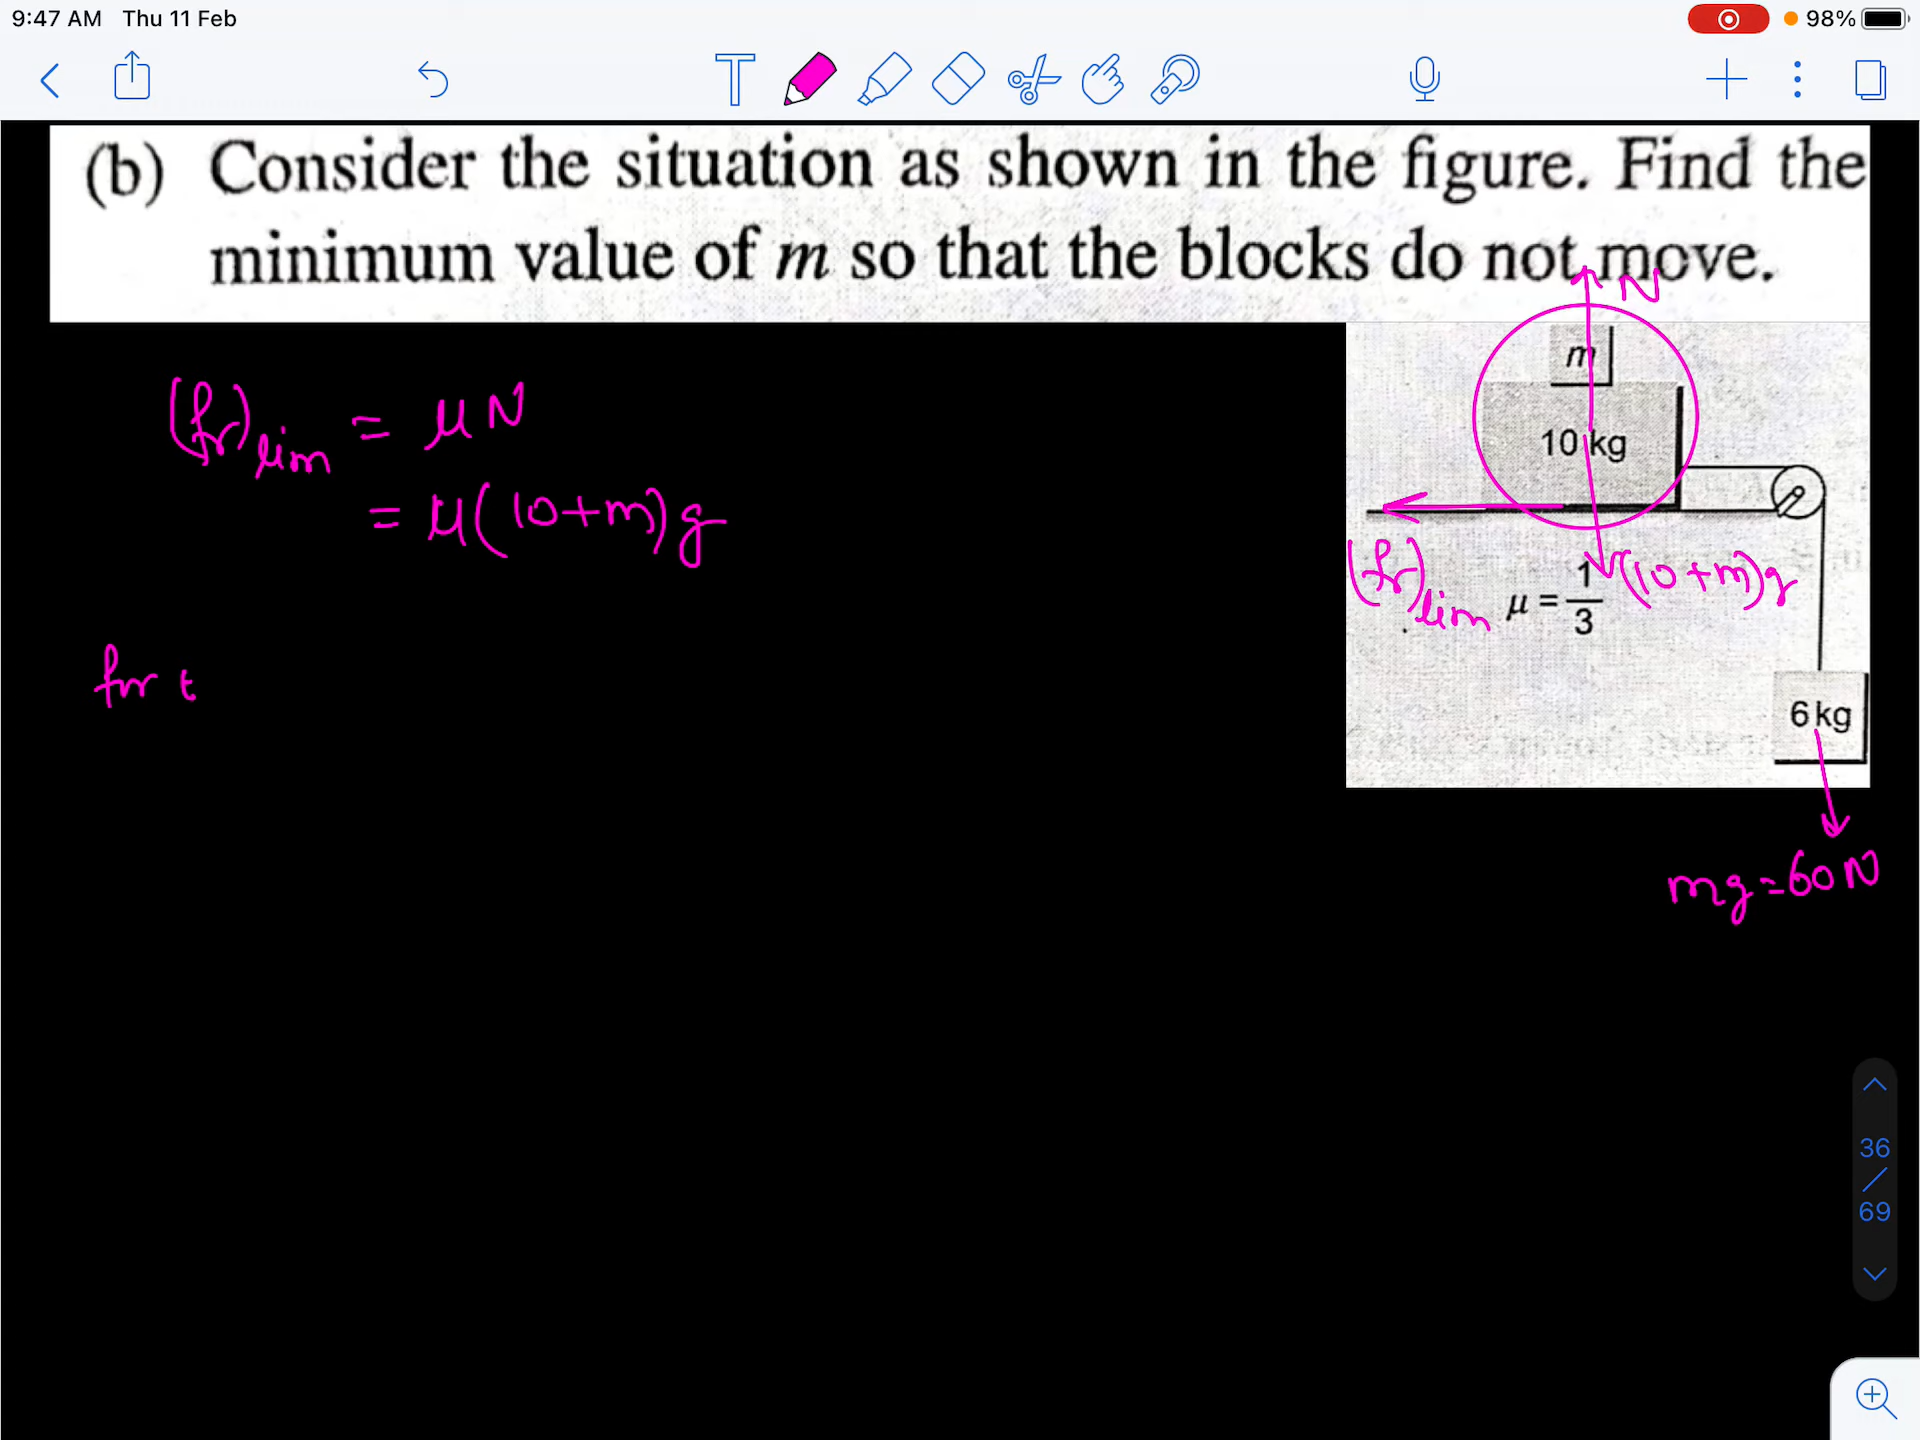 9:47 AM Thu 11 Feb
98%
T
(b) Consider the situation as shown in the figure. Find the
minimum value of m so that the blocks do not move.
N
m
10 kg
(fr)lim = μN
= μ(10+m)g
(fr)lim
μ = 1/3
(10+m)g
for t
6 kg
mg=60N
36
/
69